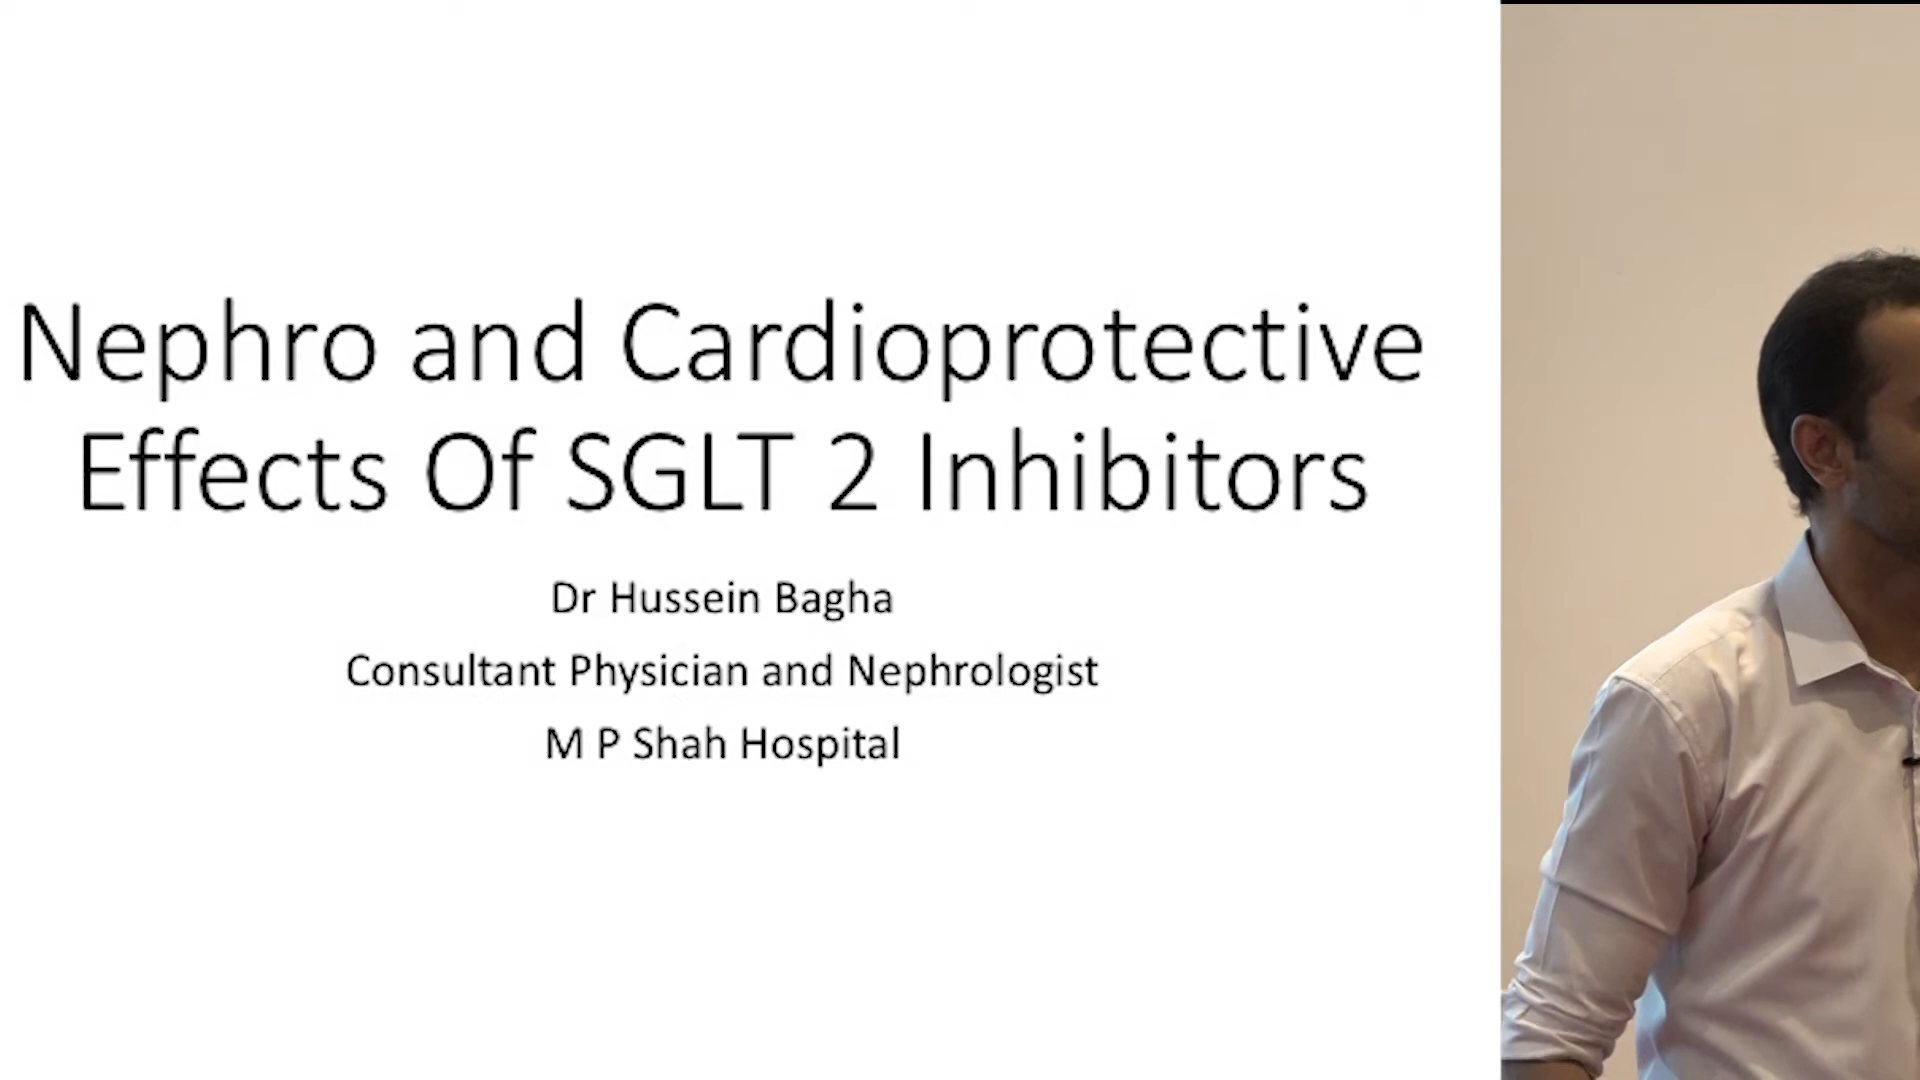 Nephro and Cardioprotective
Effects Of SGLT 2 Inhibitors
Dr Hussein Bagha
Consultant Physician and Nephrologist
M P Shah Hospital